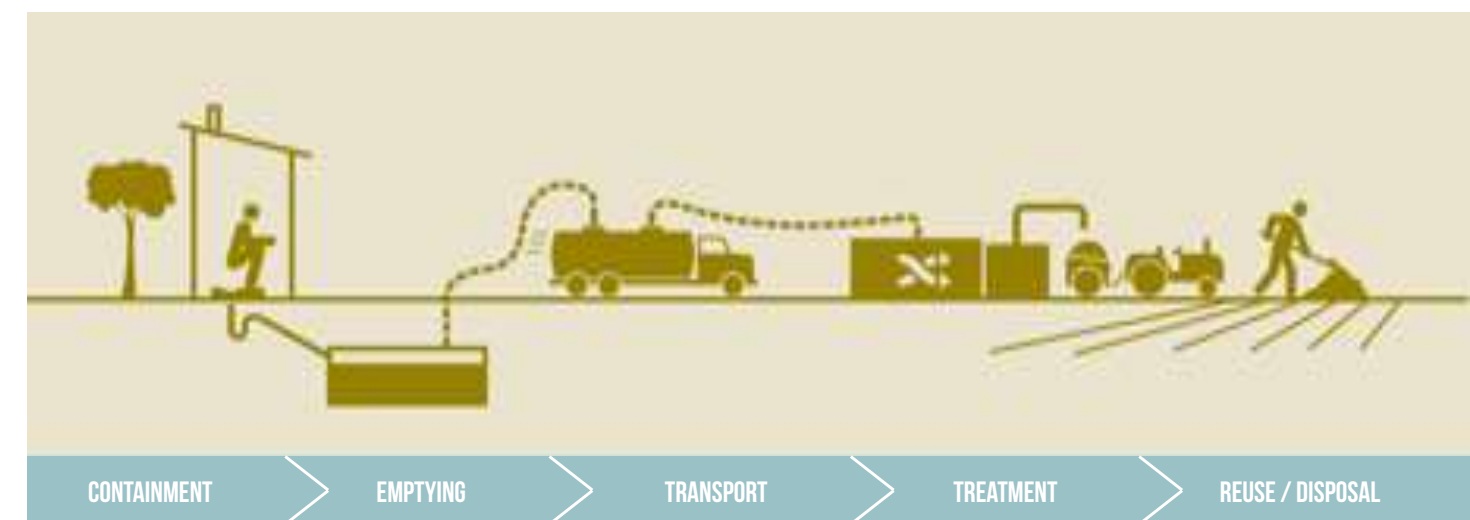 CONTAINMENT
EMPTYING
TRANSPORT
TREATMENT
REUSE / DISPOSAL